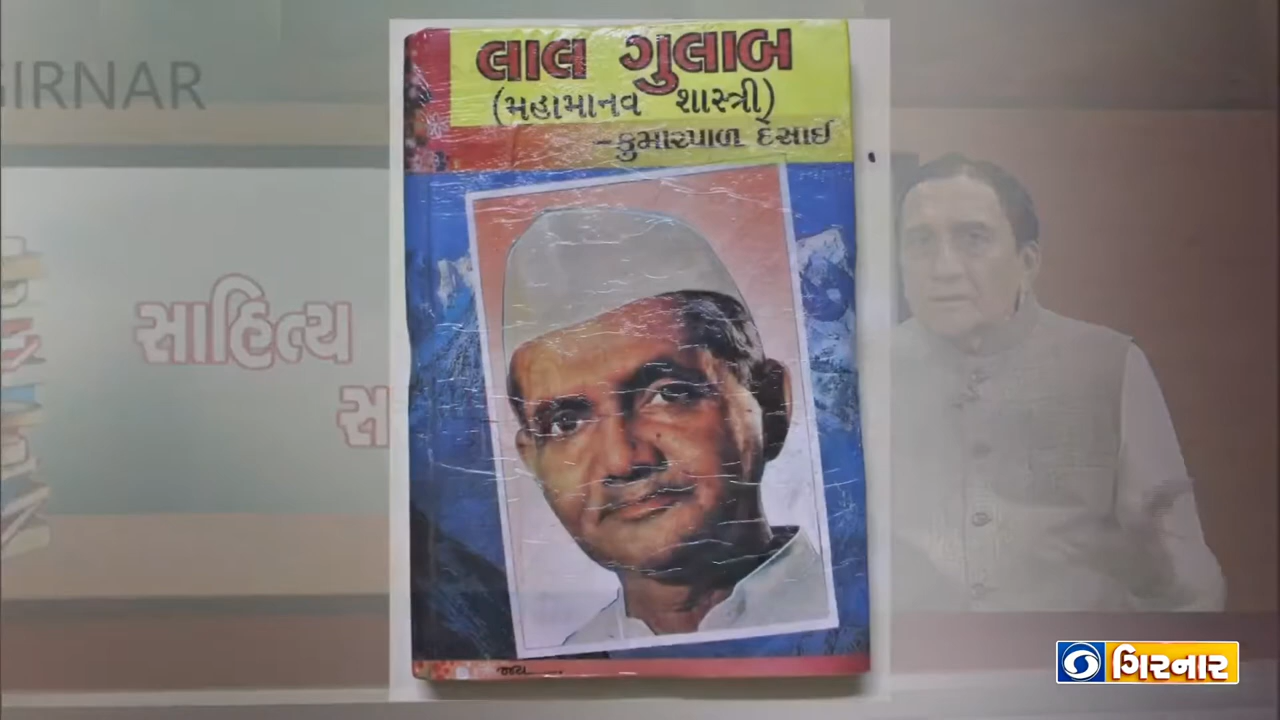 GIRNAR
લાલ ગુલાબ
(મહામાનવ શાસ્ત્રી)
-કુમારપાળ દેસાઈ
સાહિત્ય
સ
ગિરનાર